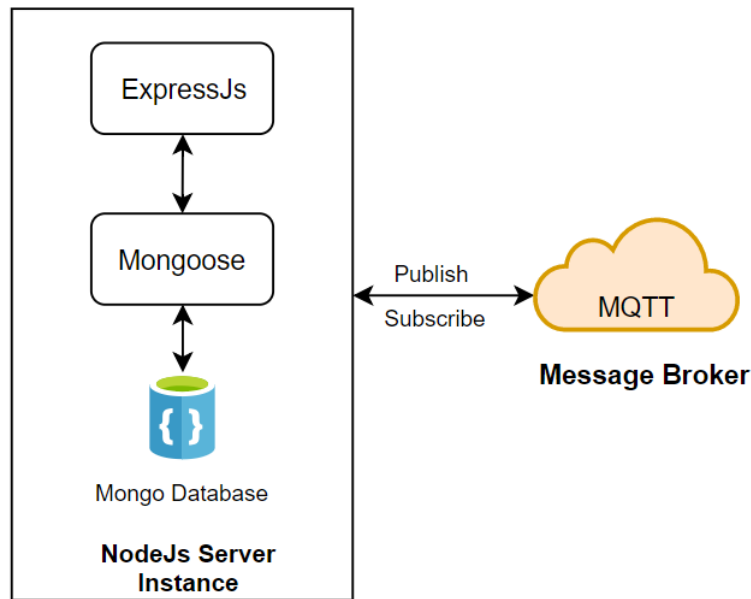 ExpressJs
Mongoose
{ }
Mongo Database
NodeJs Server
Instance
Publish
Subscribe
MQTT
Message Broker